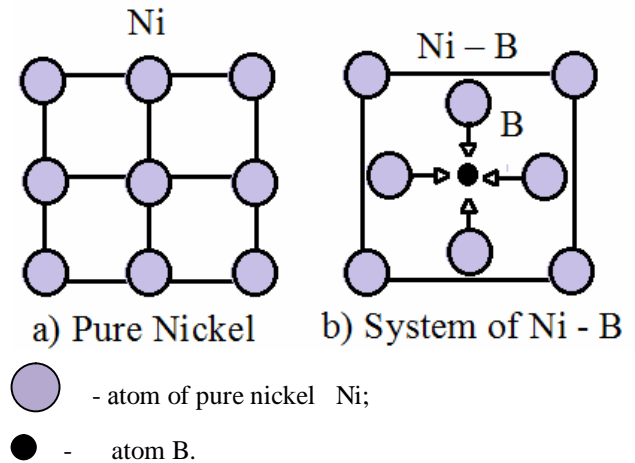 Ni
Ni – B
B
a) Pure Nickel
b) System of Ni - B
- atom of pure nickel Ni;
- atom B.